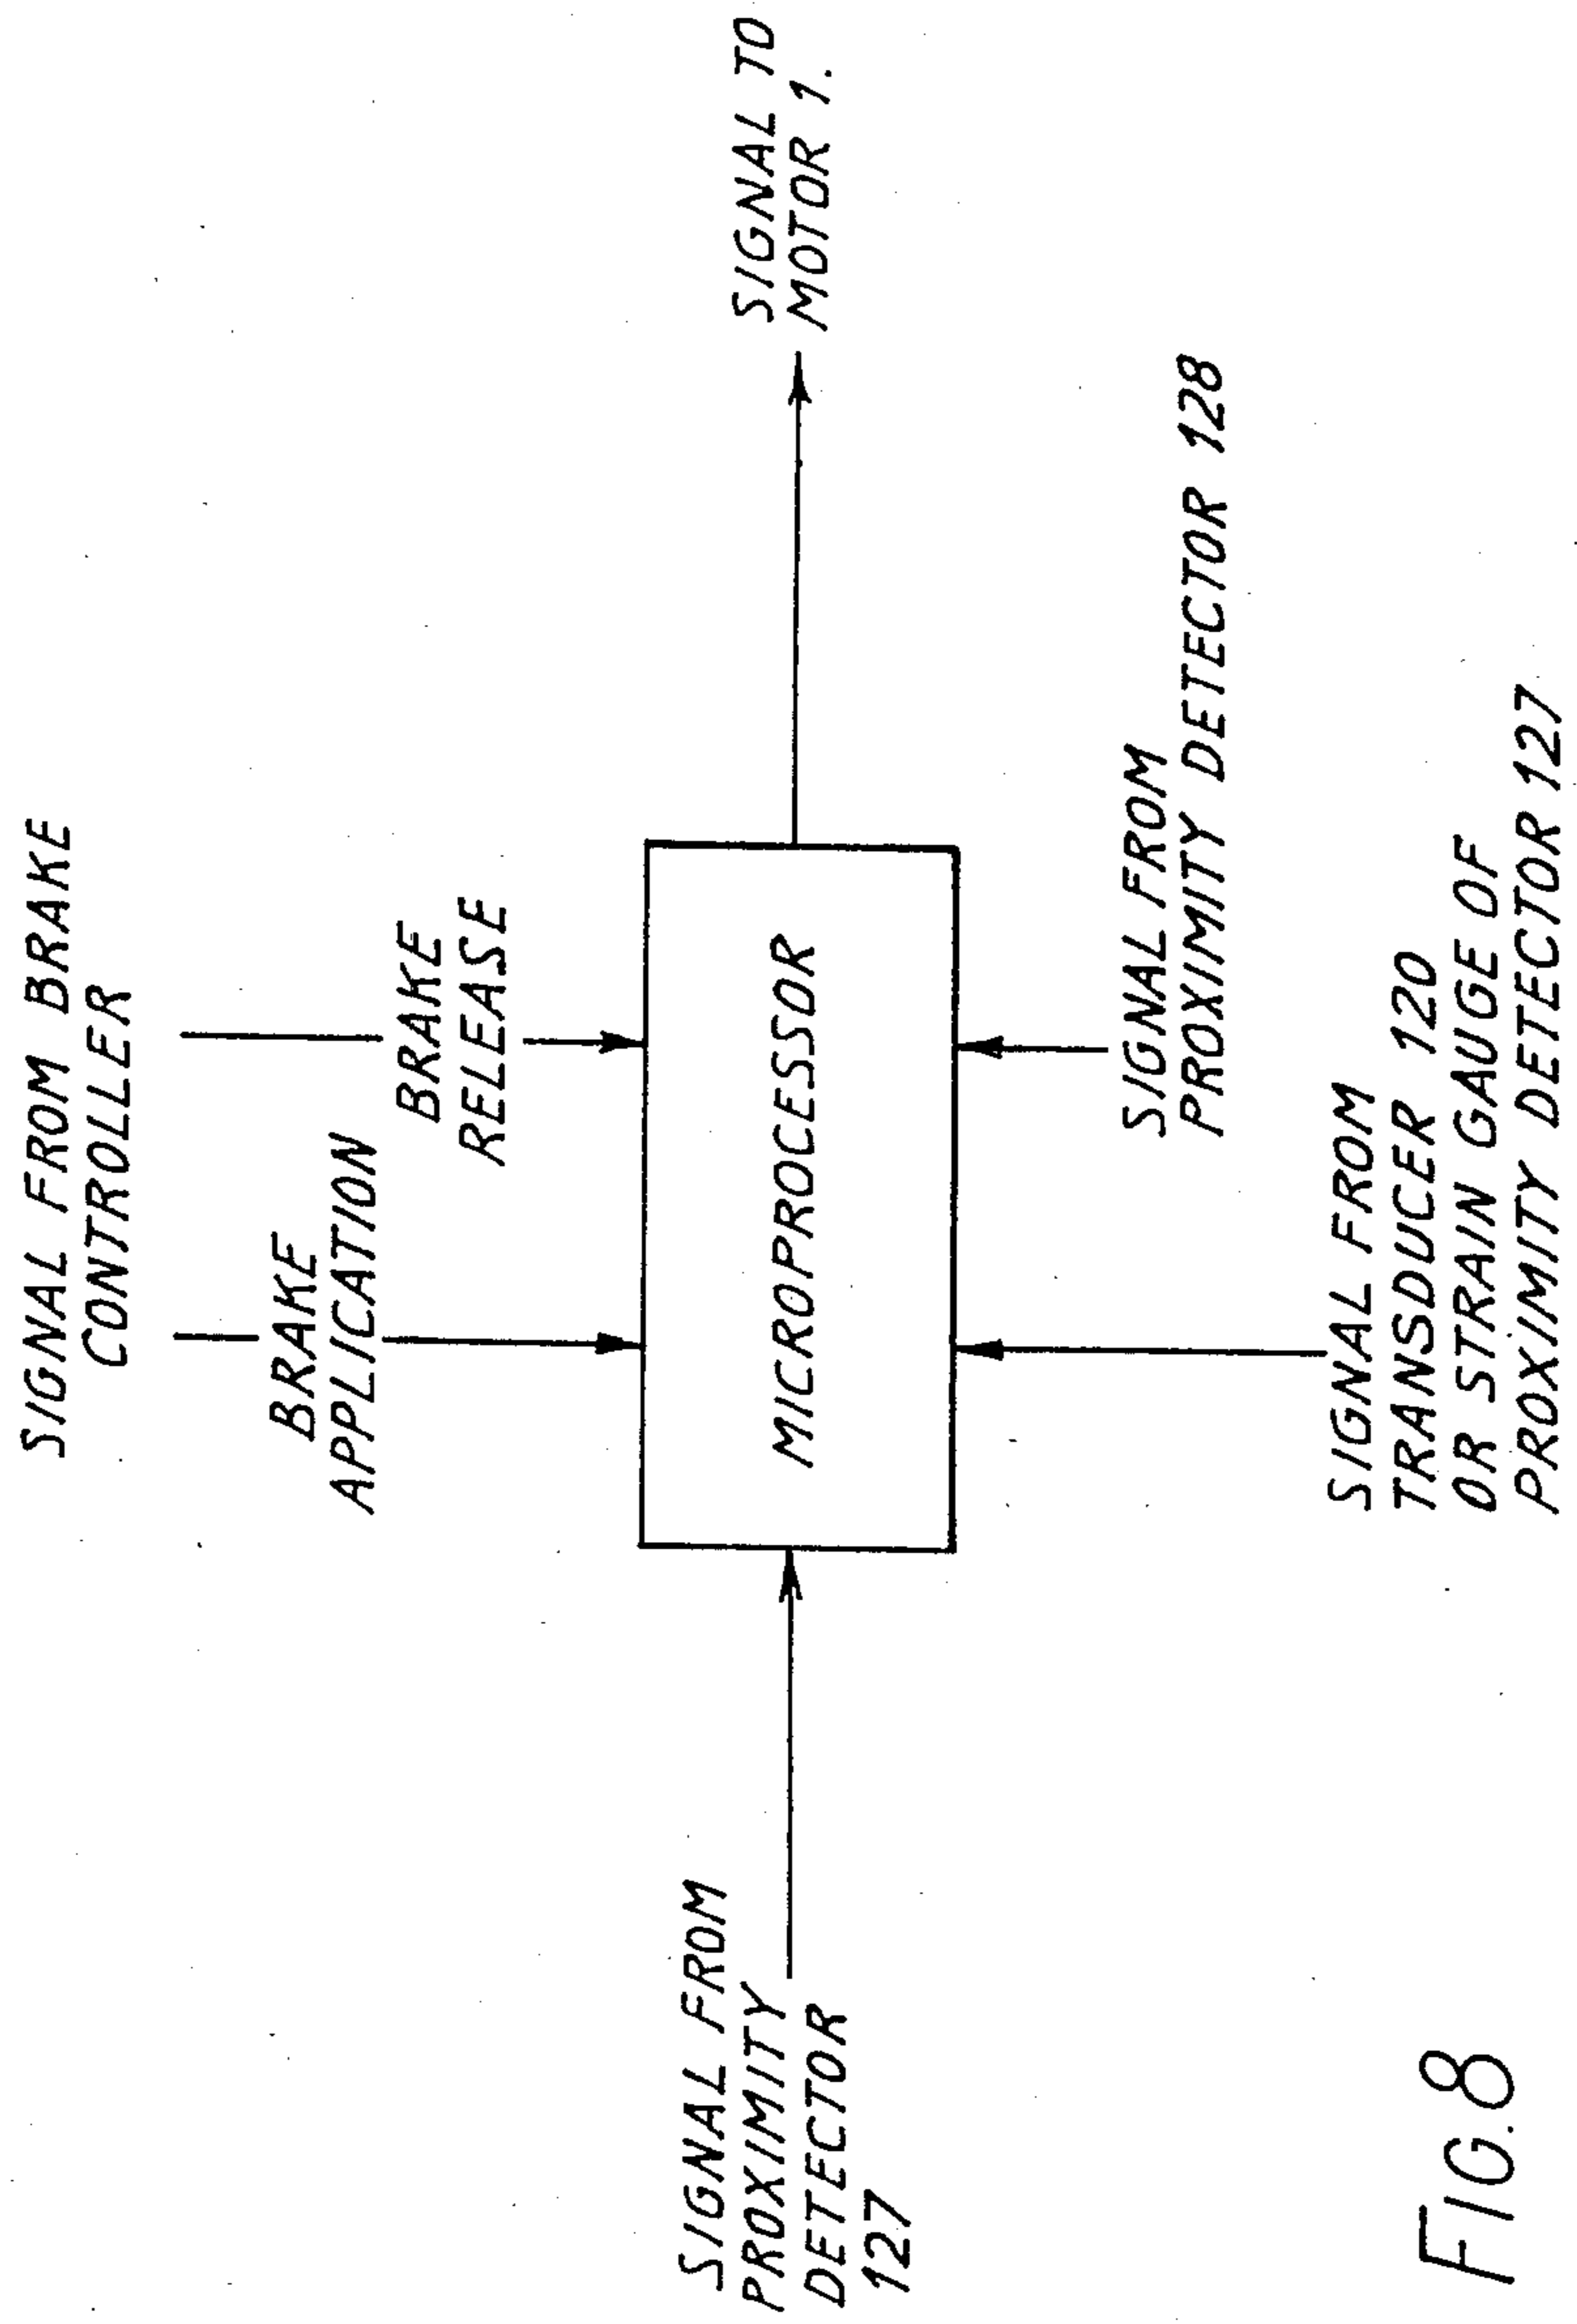 SIGNAL FROM BRAKE
CONTROLLER
BRAKE
APPLICATION
BRAKE
RELEASE
SIGNAL FROM
PROXIMITY
DETECTOR
127
MICROPROCESSOR
SIGNAL TO
MOTOR 1.
SIGNAL FROM
PROXIMITY DETECTOR 128
SIGNAL FROM
TRANSDUCER 120
OR STRAIN GAUGE OF
PROXIMITY DETECTOR 127
FIG.8